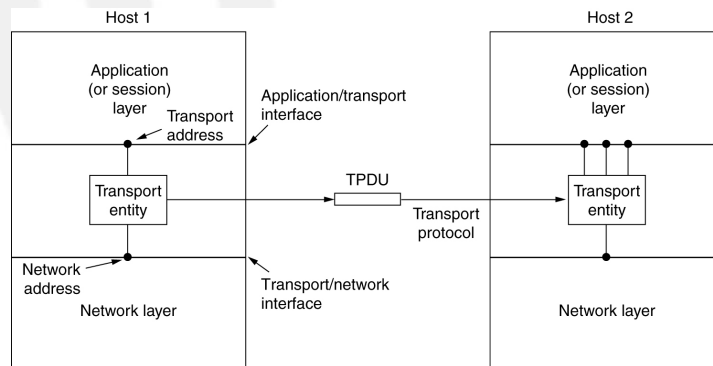 Host 1
Host 2
Application
(or session)
layer
Transport
address
Application/transport
interface
Application
(or session)
layer
Transport
entity
TPDU
Transport
protocol
Transport
entity
Network
address
Transport/network
interface
Network layer
Network layer